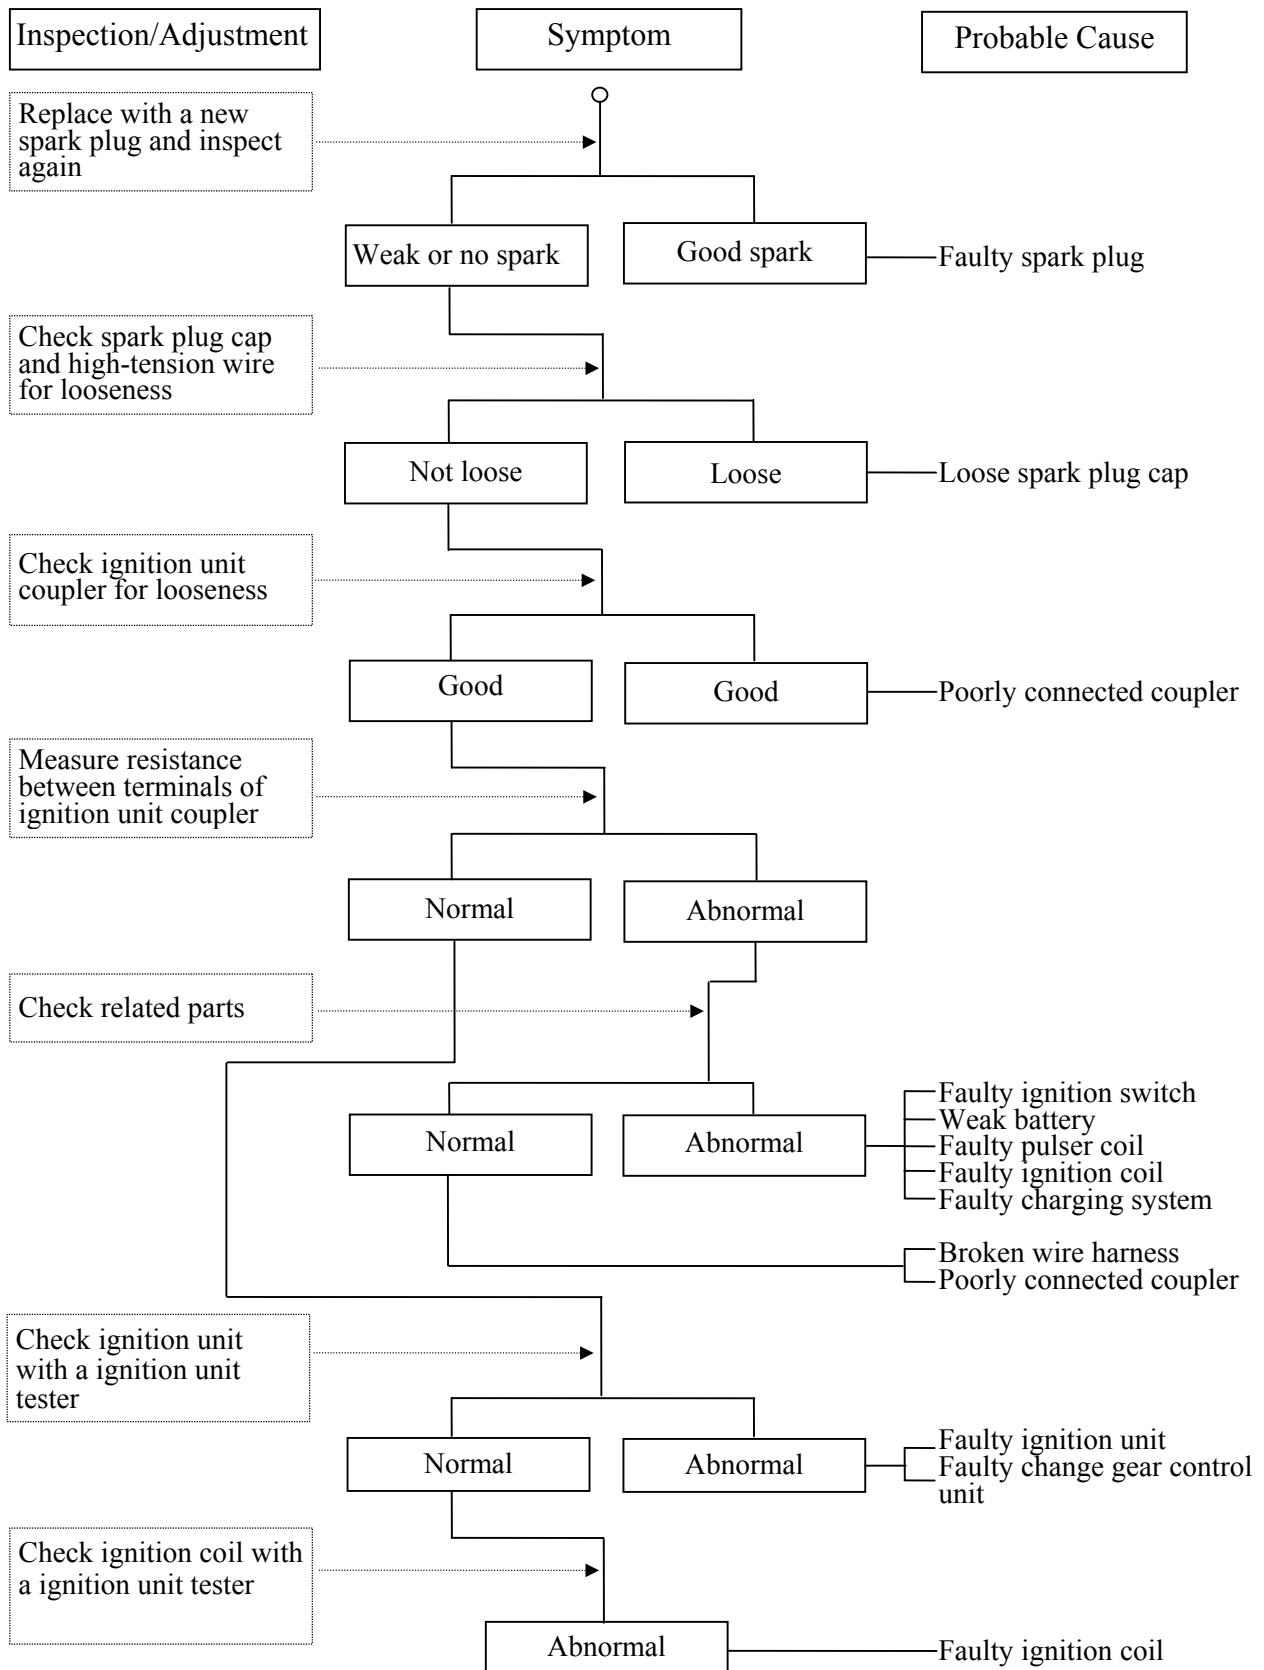 Inspection/Adjustment
Symptom
Probable Cause
Replace with a new
spark plug and inspect
again
Weak or no spark
Good spark
Faulty spark plug
Check spark plug cap
and high-tension wire
for looseness
Not loose
Loose
Loose spark plug cap
Check ignition unit
coupler for looseness
Good
Good
Poorly connected coupler
Measure resistance
between terminals of
ignition unit coupler
Normal
Abnormal
Check related parts
Normal
Abnormal
Faulty ignition switch
Weak battery
Faulty pulser coil
Faulty ignition coil
Faulty charging system
Broken wire harness
Poorly connected coupler
Check ignition unit
with a ignition unit
tester
Normal
Abnormal
Faulty ignition unit
Faulty change gear control
unit
Check ignition coil with
a ignition unit tester
Abnormal
Faulty ignition coil